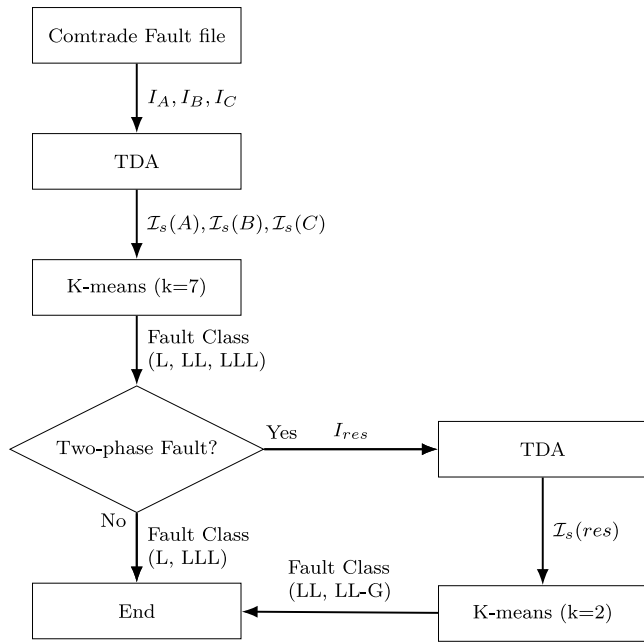 Comtrade Fault file
I_A, I_B, I_C
TDA
ℐ_s(A), ℐ_s(B), ℐ_s(C)
K-means (k=7)
Fault Class
(L, LL, LLL)
Two-phase Fault?
Yes
I_res
TDA
No
Fault Class
(L, LLL)
ℐ_s(res)
Fault Class
(LL, LL-G)
End
K-means (k=2)